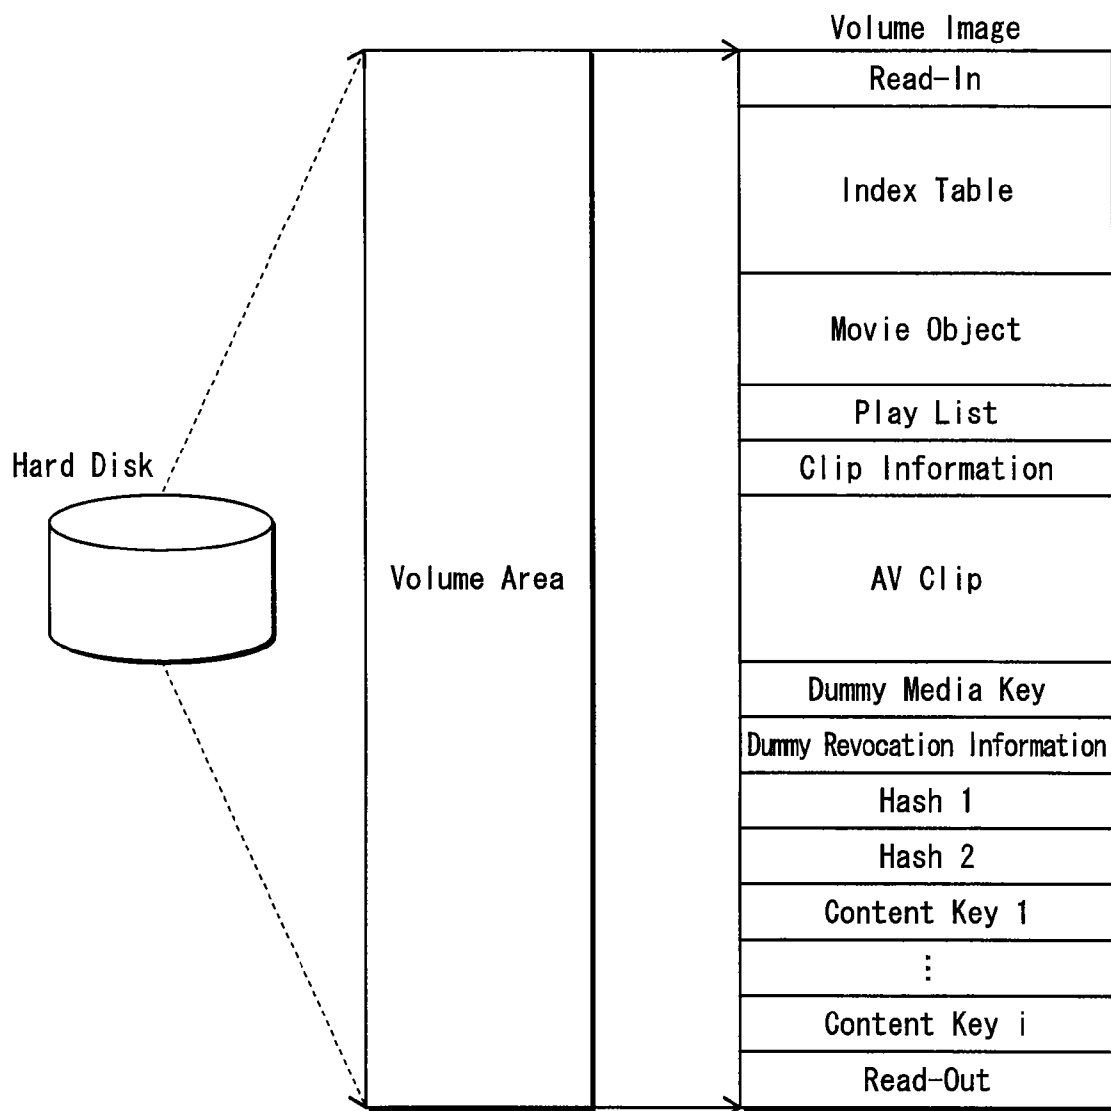 Volume Image
Read-In
Index Table
Movie Object
Play List
Clip Information
Hard Disk
Volume Area
AV Clip
Dummy Media Key
Dummy Revocation Information
Hash 1
Hash 2
Content Key 1
⋮
Content Key i
Read-Out